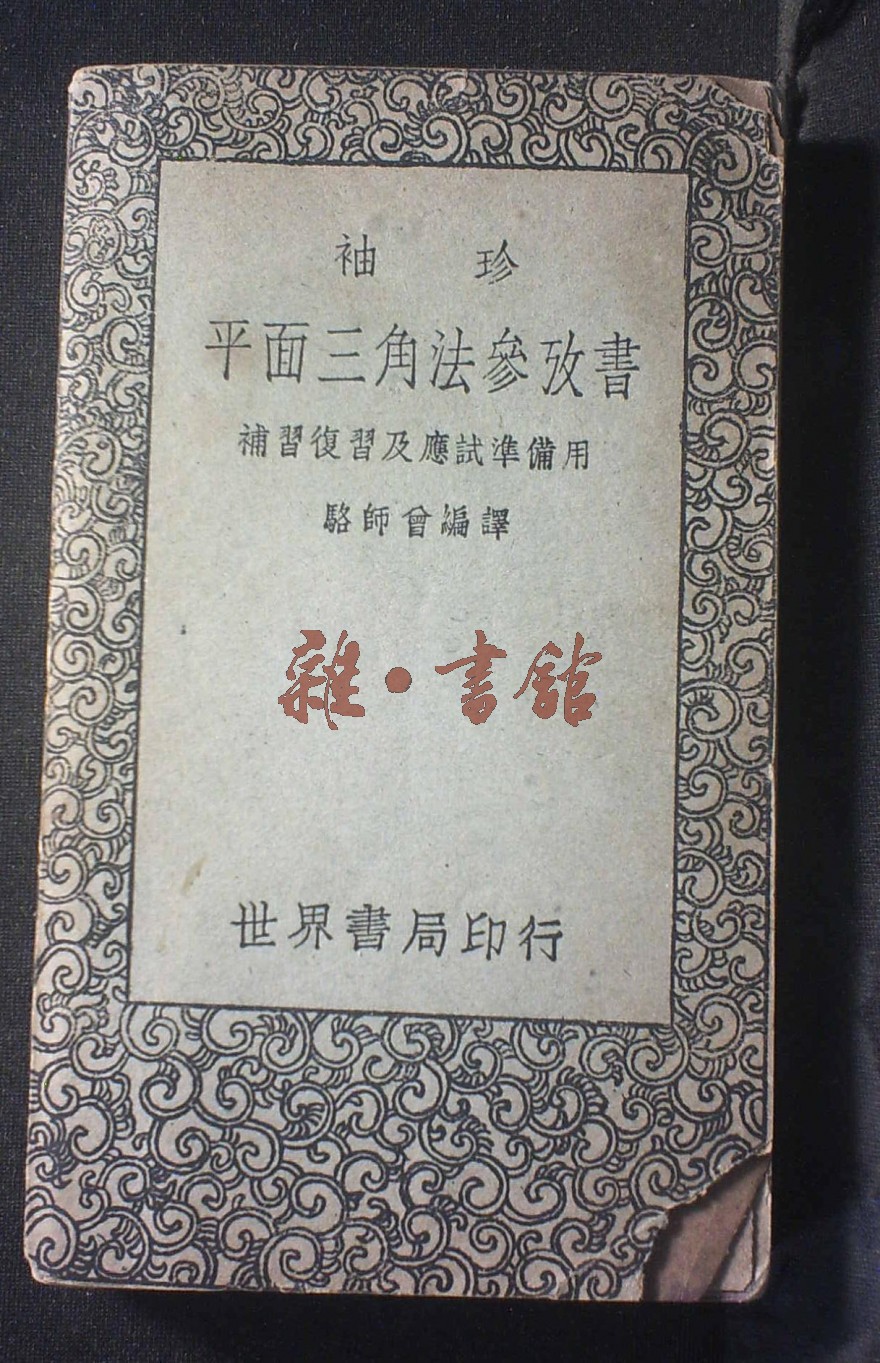 袖珍
平面三角法參攷書
補習復習及應試準備用
駱師曾編譯
雜·書館
世界書局印行